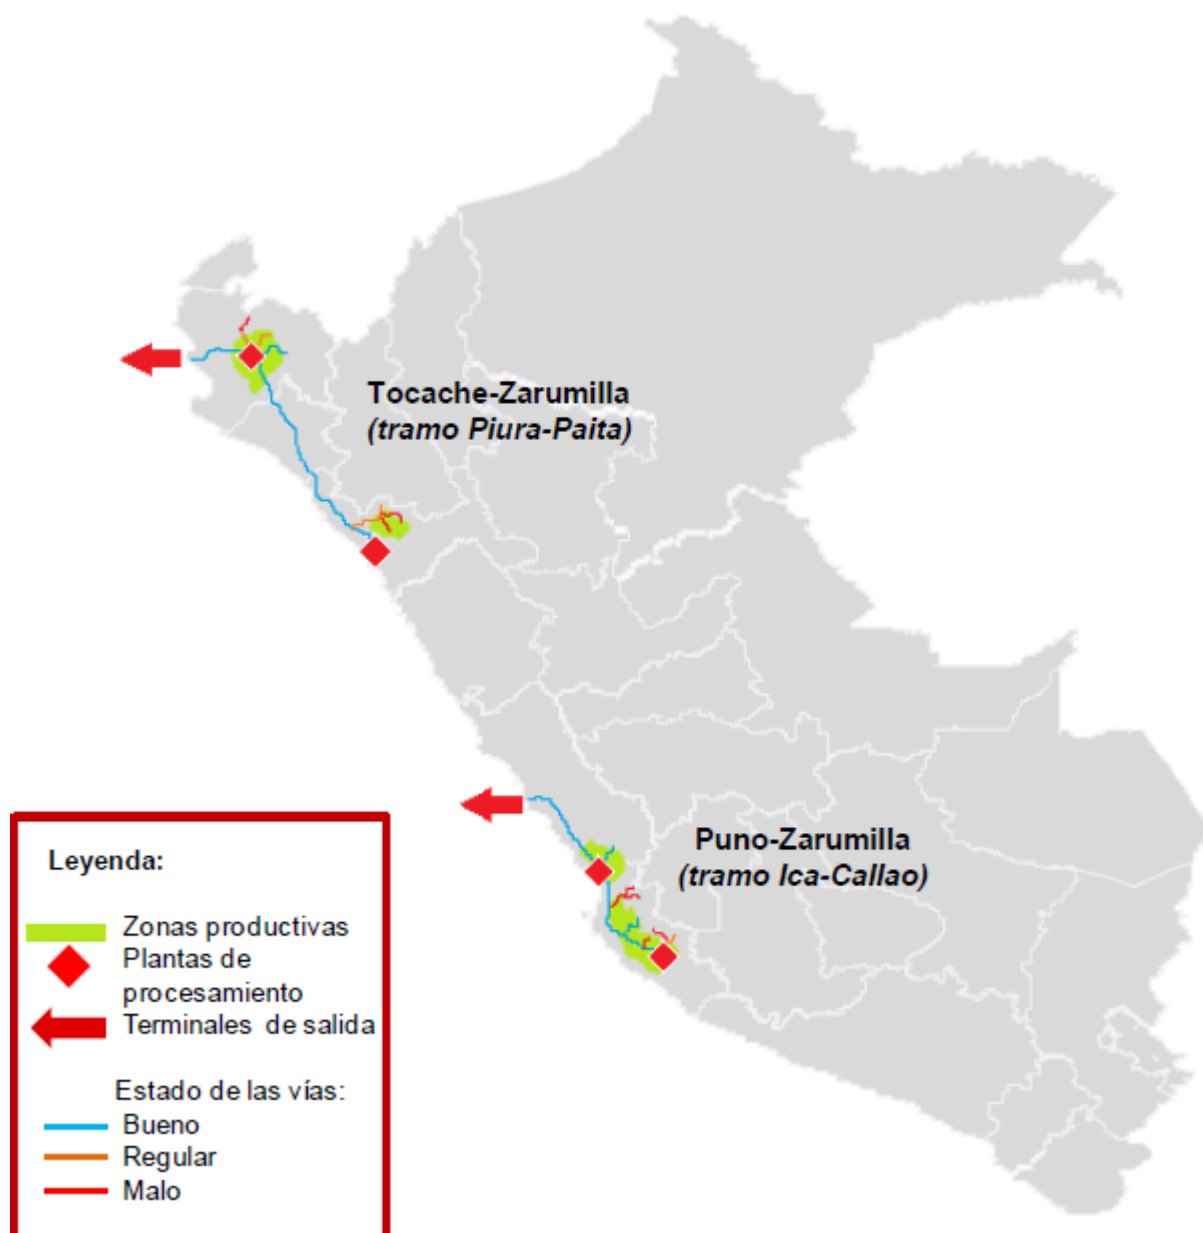 Tocache-Zarumilla
(tramo Piura-Paita)
Puno-Zarumilla
(tramo Ica-Callao)
Leyenda:
Zonas productivas
Plantas de
procesamiento
Terminales de salida
Estado de las vías:
Bueno
Regular
Malo